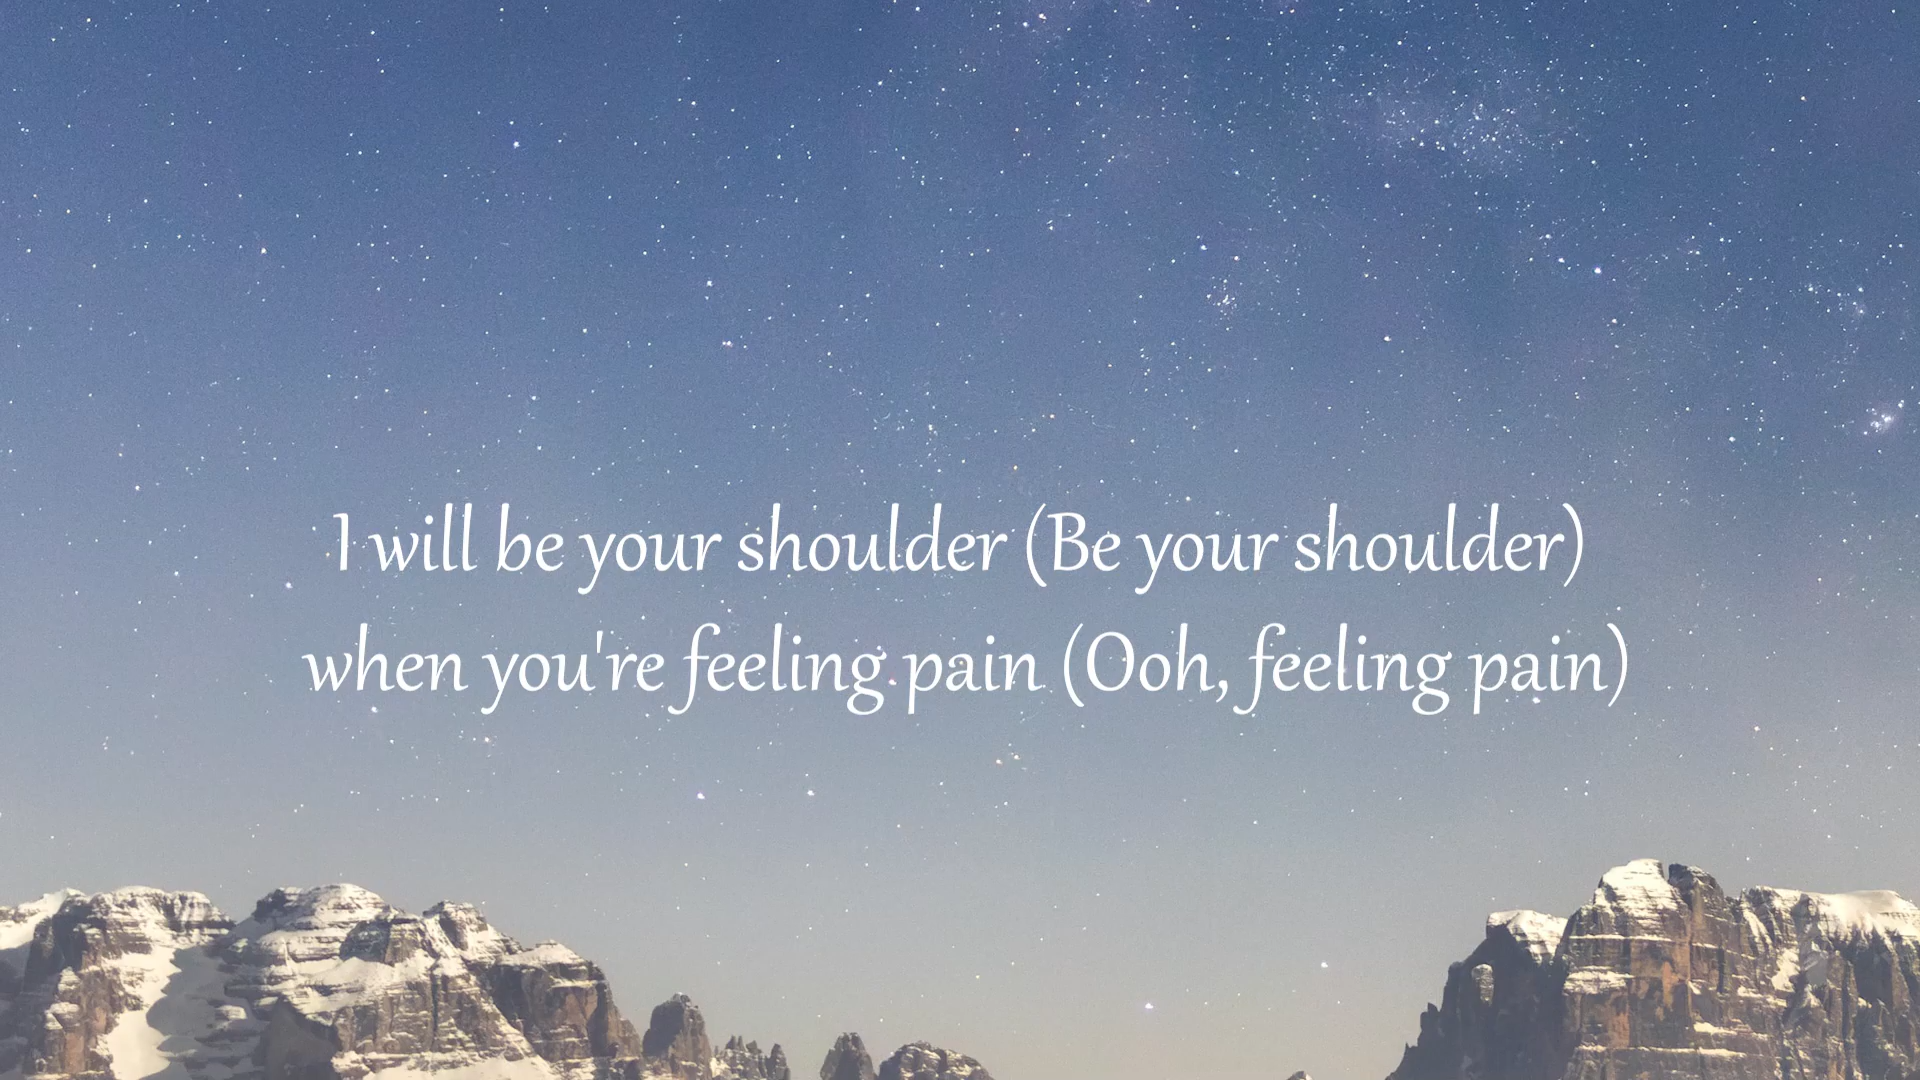 I will be your shoulder (Be your shoulder)
when you're feeling pain (Ooh, feeling pain)